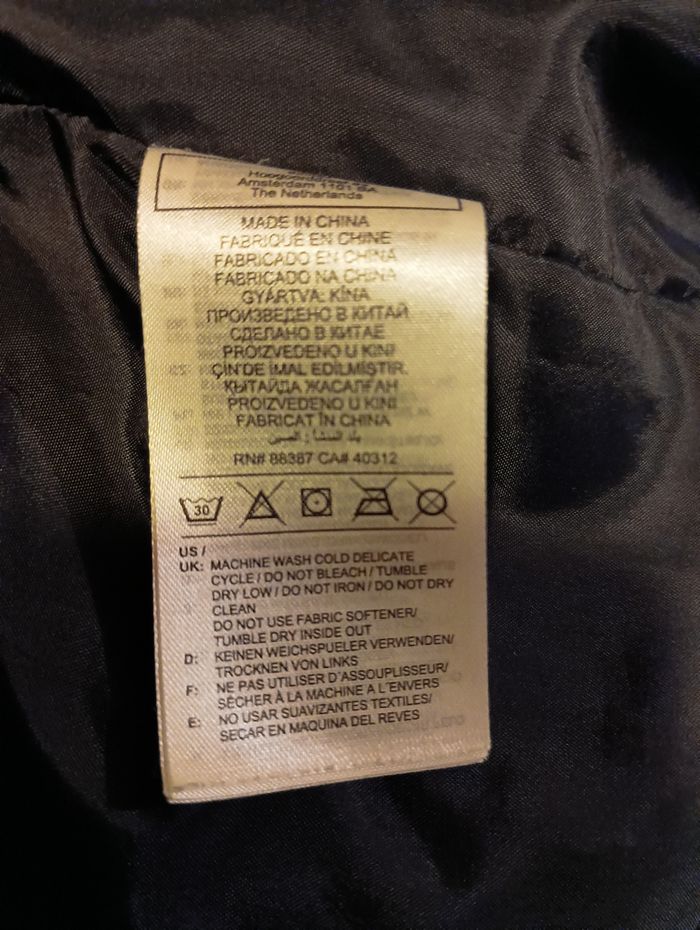 Amsterdam 1101 BA
The Netherlands
MADE IN CHINA
FABRIQUÉ EN CHINE
FABRICADO EN CHINA
FABRICADO NA CHINA
GYÁRTVA: KÍNA
ПРОИЗВЕДЕНО В КИТАЙ
СДЕЛАНО В КИТАЕ
PROIZVEDENO U KINI
ÇİN'DE İMAL EDİLMİŞTİR.
ҚЫТАЙДА ЖАСАЛҒАН
PROIZVEDENO U KINI
FABRICAT ÎN CHINA
بلد المنشأ : الصين
RN# 88387 CA# 40312
30
US /
UK: MACHINE WASH COLD DELICATE
CYCLE / DO NOT BLEACH / TUMBLE
DRY LOW / DO NOT IRON / DO NOT DRY
CLEAN
DO NOT USE FABRIC SOFTENER/
TUMBLE DRY INSIDE OUT
D: KEINEN WEICHSPUELER VERWENDEN/
TROCKNEN VON LINKS
F: NE PAS UTILISER D'ASSOUPLISSEUR/
SÉCHER À LA MACHINE A L'ENVERS
E: NO USAR SUAVIZANTES TEXTILES/
SECAR EN MAQUINA DEL REVES